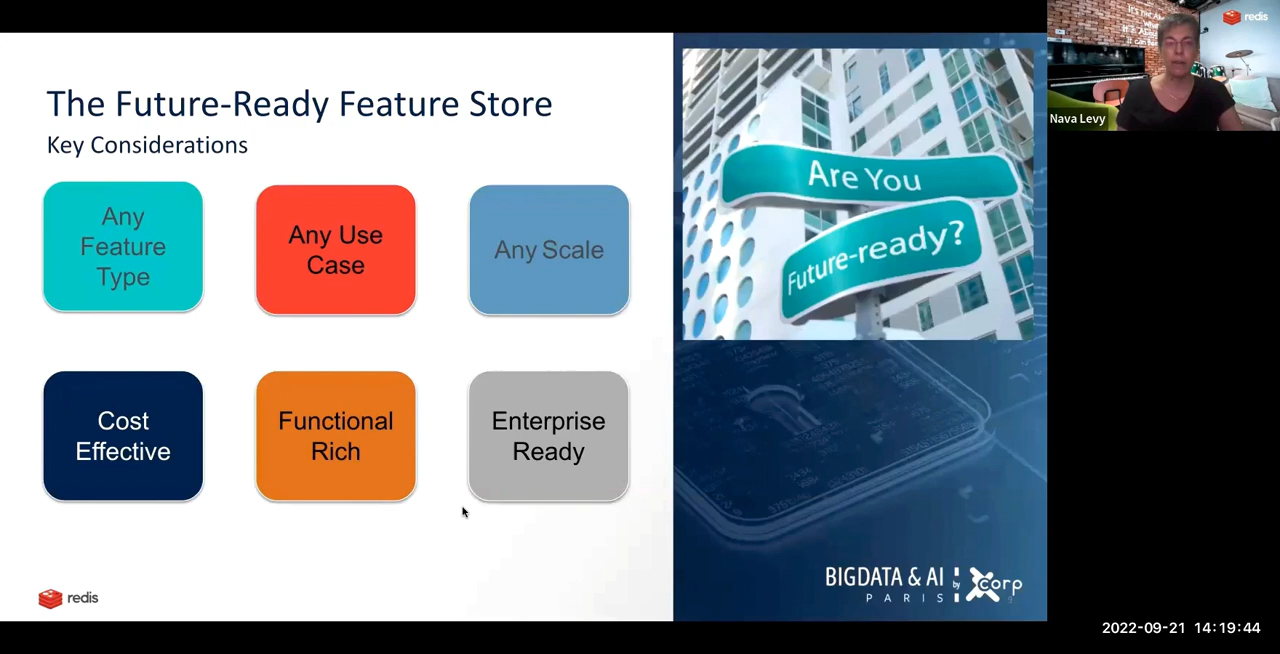 The Future-Ready Feature Store
Key Considerations
Any
Feature
Type
Any Use
Case
Any Scale
Cost
Effective
Functional
Rich
Enterprise
Ready
Are You
Future-ready?
redis
BIGDATA & AI
PARIS
by
corp
9
redis
Nava Levy
2022-09-21 14:19:44